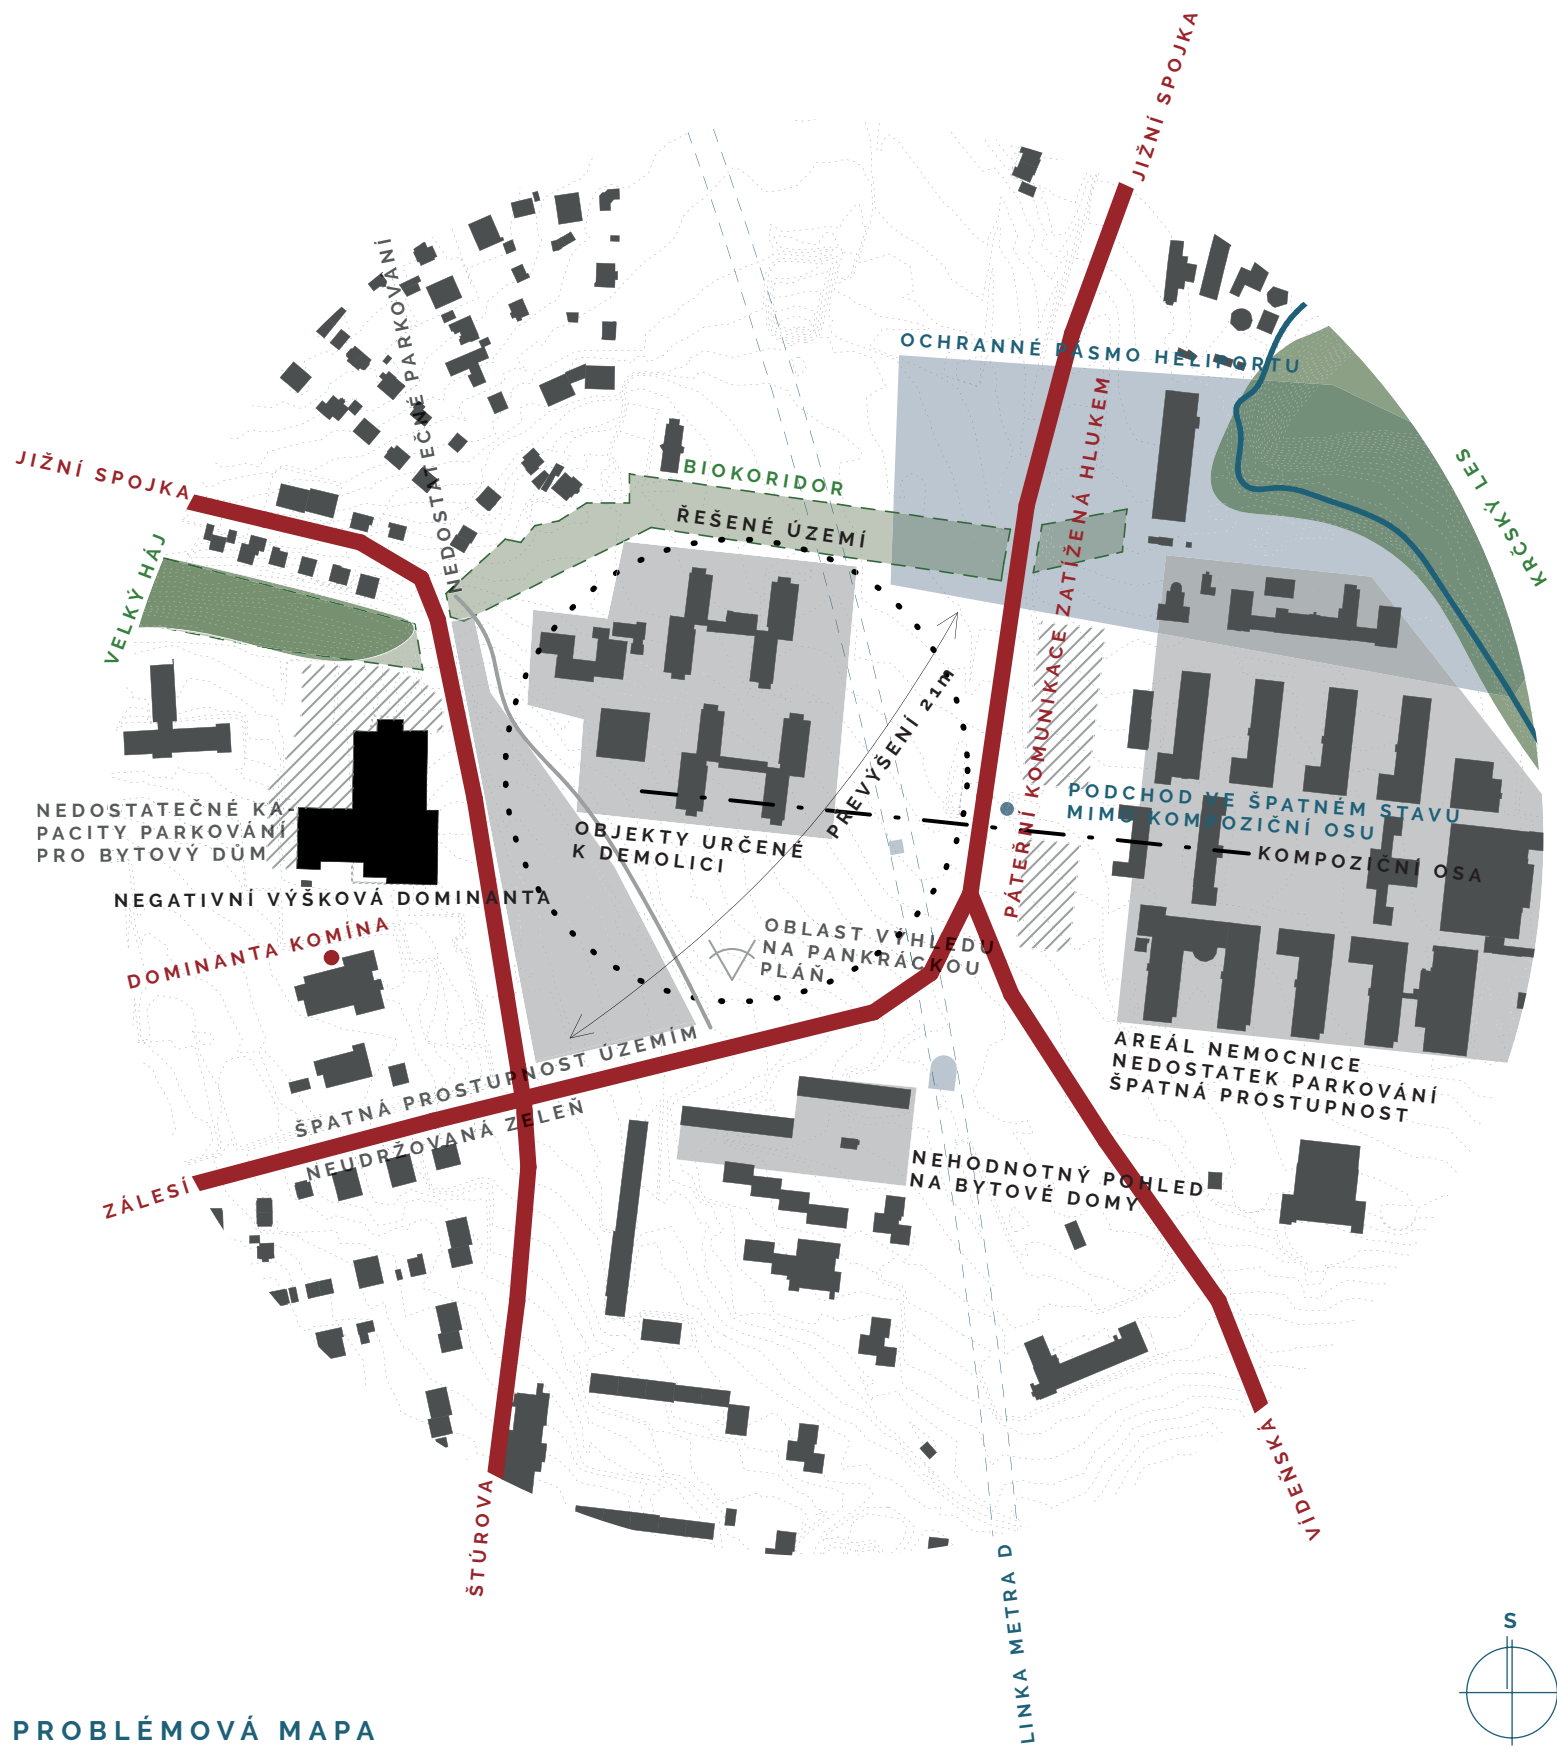 JIŽNÍ SPOJKA
NEDOSTATEČNÉ PARKOVÁNÍ
OCHRANNÉ PÁSMO HELIPORTU
JIŽNÍ SPOJKA
BIOKORIDOR
ŘEŠENÉ ÚZEMÍ
KRČSKÝ LES
VELKÝ HÁJ
PÁTEŘNÍ KOMUNIKACE ZATÍŽENÁ HLUKEM
PŘEVÝŠENÍ 21m
NEDOSTATEČNÉ KA-
PACITY PARKOVÁNÍ
PRO BYTOVÝ DŮM
PODCHOD VE ŠPATNÉM STAVU
MIMO KOMPOZIČNÍ OSU
OBJEKTY URČENÉ
K DEMOLICI
KOMPOZIČNÍ OSA
NEGATIVNÍ VÝŠKOVÁ DOMINANTA
DOMINANTA KOMÍNA
OBLAST VÝHLEDU
NA PANKRÁCKOU
PLÁŇ
ŠPATNÁ PROSTUPNOST ÚZEMÍM
NEUDRŽOVANÁ ZELEŇ
AREÁL NEMOCNICE
NEDOSTATEK PARKOVÁNÍ
ŠPATNÁ PROSTUPNOST
NEHODNOTNÝ POHLED
NA BYTOVÉ DOMY
ZÁLESÍ
ŠTÚROVA
VÍDEŇSKÁ
LINKA METRA D
S
PROBLÉMOVÁ MAPA